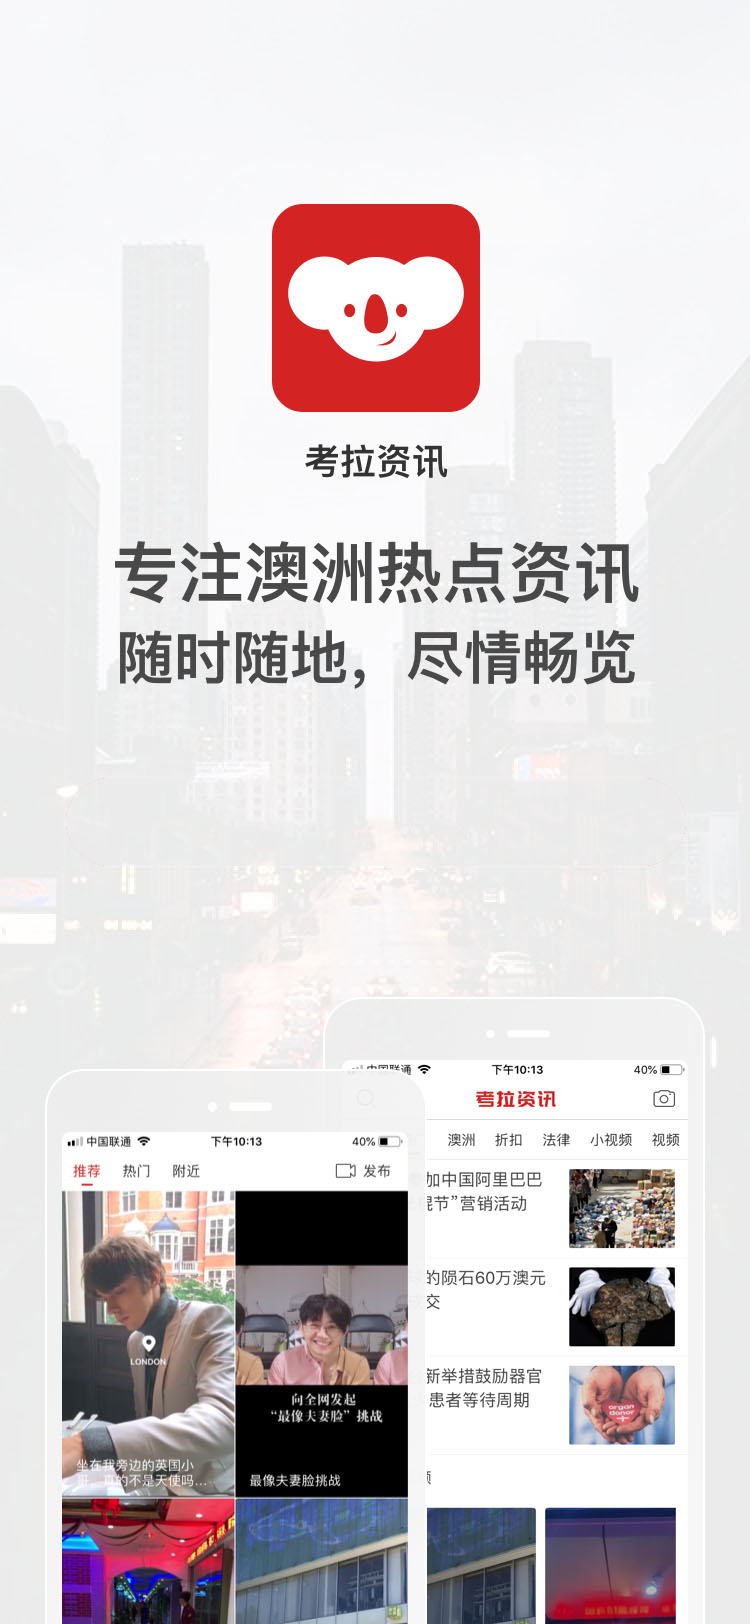 考拉资讯
专注澳洲热点资讯
随时随地，尽情畅览
中国联通
下午10:13
40%
考拉资讯
澳洲 折扣 法律 小视频 视频
加中国阿里巴巴
棍节”营销活动
的陨石60万澳元
交
新举措鼓励器官
患者等待周期
organ
donor
中国联通
下午10:13
40%
推荐 热门 附近
发布
LONDON
坐在我旁边的英国小
哥，真的不是天使吗...
向全网发起
“最像夫妻脸”挑战
最像夫妻脸挑战